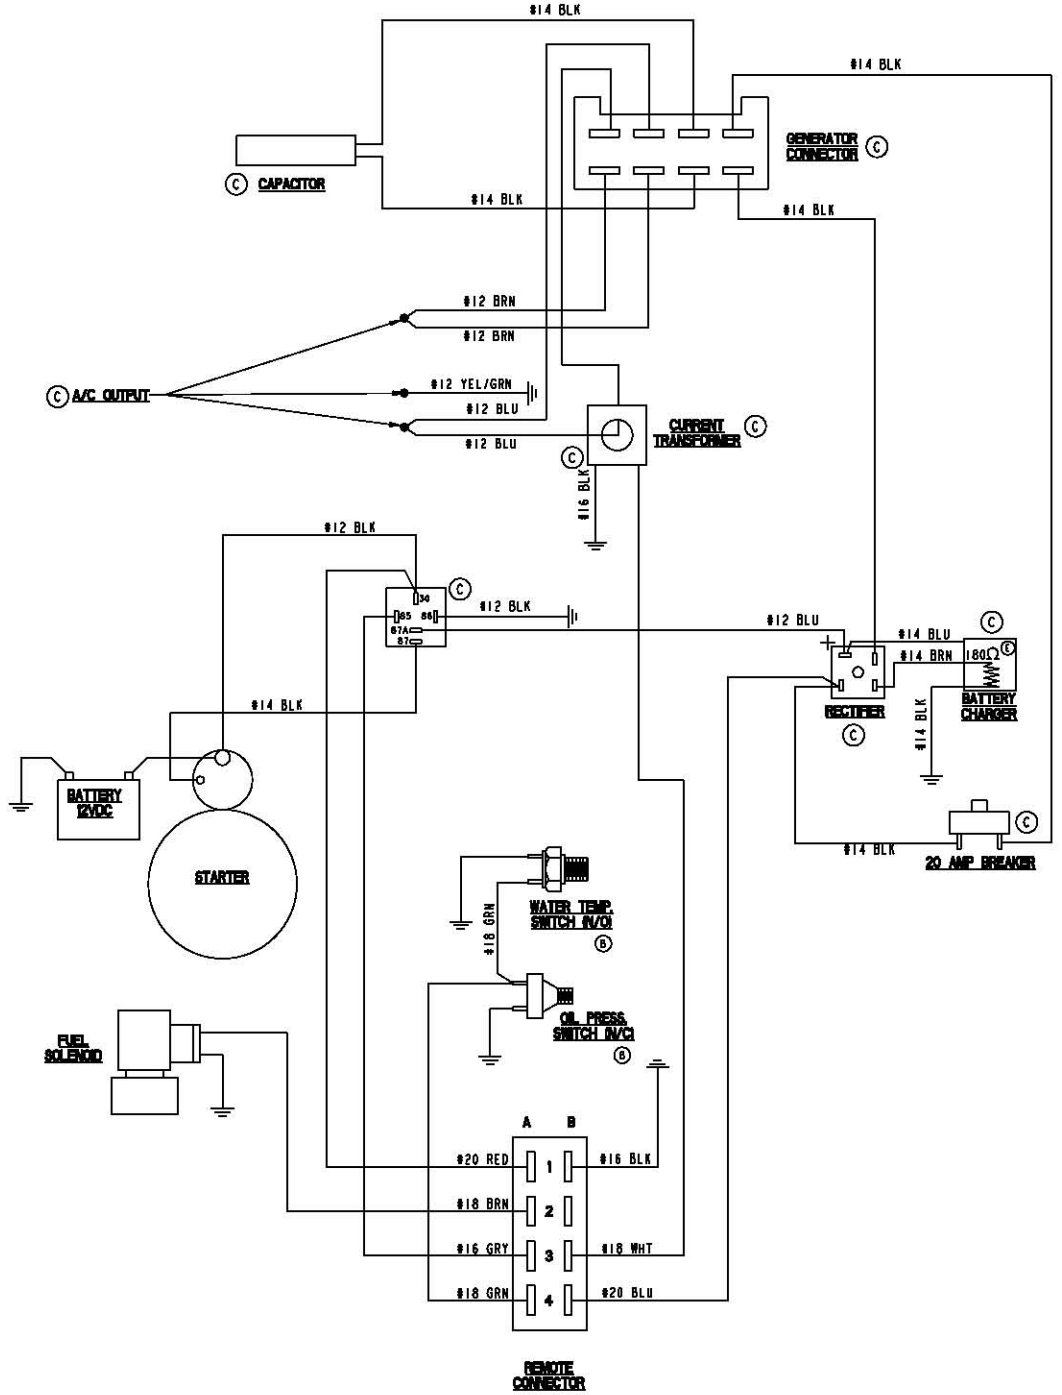 #14 BLK
#14 BLK
GENERATOR
CONNECTOR
C
C
CAPACITOR
#14 BLK
#14 BLK
#12 BRN
#12 BRN
C
A/C OUTPUT
#12 YEL/GRN
#12 BLU
#12 BLU
CURRENT
TRANSFORMER
C
C
#16 BLK
#12 BLK
C
30
85
86
87A
87
#12 BLK
#12 BLU
+
#14 BLU
#14 BRN
C
180Ω
E
BATTERY
CHARGER
RECTIFIER
C
#14 BLK
#14 BLK
BATTERY
12VDC
STARTER
C
#14 BLK
20 AMP BREAKER
WATER TEMP.
SWITCH (N/O)
B
#18 GRN
OIL PRESS.
SWITCH (N/C)
B
FUEL
SOLENOID
A
B
#20 RED
1
#16 BLK
#18 BRN
2
#16 GRY
3
#18 WHT
#18 GRN
4
#20 BLU
REMOTE
CONNECTOR